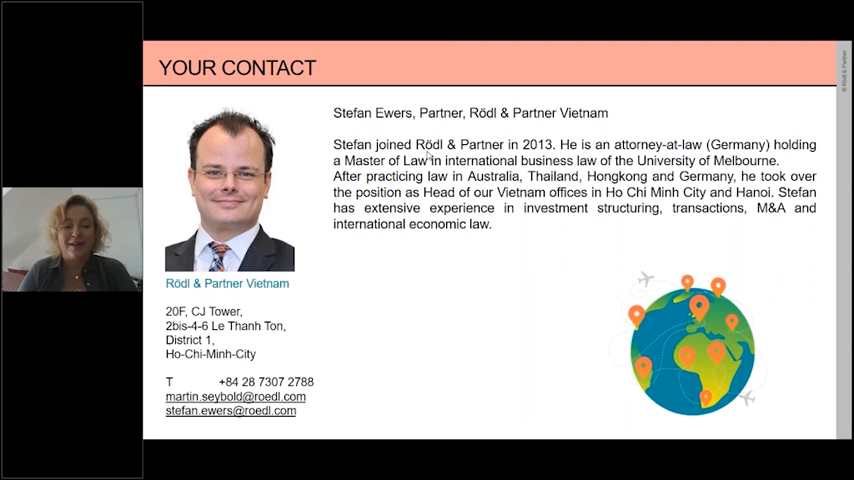 YOUR CONTACT
© Rödl & Partner
Stefan Ewers, Partner, Rödl & Partner Vietnam
Stefan joined Rödl & Partner in 2013. He is an attorney-at-law (Germany) holding
a Master of Law in international business law of the University of Melbourne.
After practicing law in Australia, Thailand, Hongkong and Germany, he took over
the position as Head of our Vietnam offices in Ho Chi Minh City and Hanoi. Stefan
has extensive experience in investment structuring, transactions, M&A and
international economic law.
Rödl & Partner Vietnam
20F, CJ Tower,
2bis-4-6 Le Thanh Ton,
District 1,
Ho-Chi-Minh-City
T +84 28 7307 2788
martin.seybold@roedl.com
stefan.ewers@roedl.com